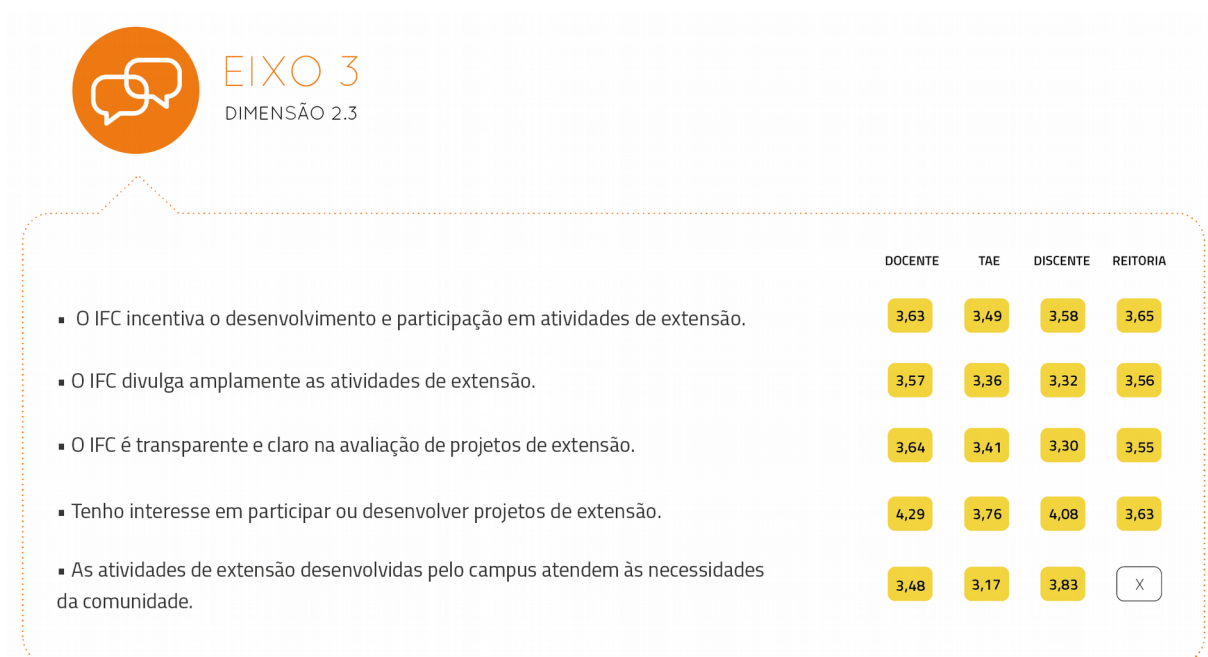 EIXO 3
DIMENSÃO 2.3
DOCENTE TAE DISCENTE REITORIA
▪ O IFC incentiva o desenvolvimento e participação em atividades de extensão. 3,63 3,49 3,58 3,65
▪ O IFC divulga amplamente as atividades de extensão. 3,57 3,36 3,32 3,56
▪ O IFC é transparente e claro na avaliação de projetos de extensão. 3,64 3,41 3,30 3,55
▪ Tenho interesse em participar ou desenvolver projetos de extensão. 4,29 3,76 4,08 3,63
▪ As atividades de extensão desenvolvidas pelo campus atendem às necessidades
da comunidade. 3,48 3,17 3,83 X